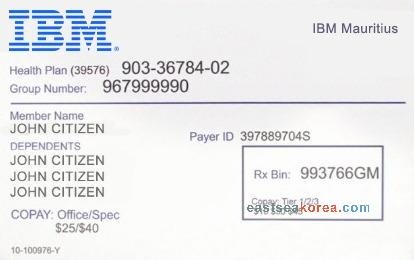 IBM
IBM Mauritius
Health Plan (39576) 903-36784-02
Group Number: 967999990
Member Name
JOHN CITIZEN
Payer ID 397889704S
DEPENDENTS
JOHN CITIZEN
JOHN CITIZEN
JOHN CITIZEN
Rx Bin: 993766GM
Copay: Tier 1/2/3
eastseakorea.com
COPAY: Office/Spec
$25/$40
10-100976-Y